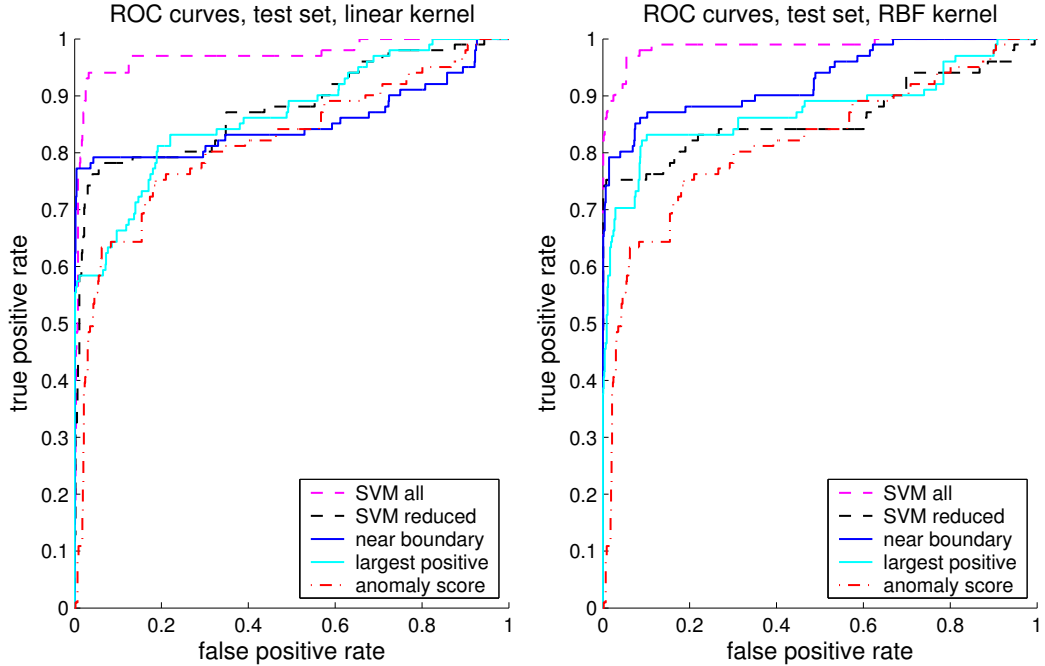 ROC curves, test set, linear kernel
1
0.9
0.8
0.7
0.6
0.5
0.4
0.3
0.2
0.1
0
true positive rate
0 0.2 0.4 0.6 0.8 1
false positive rate
SVM all
SVM reduced
near boundary
largest positive
anomaly score
ROC curves, test set, RBF kernel
1
0.9
0.8
0.7
0.6
0.5
0.4
0.3
0.2
0.1
0
true positive rate
0 0.2 0.4 0.6 0.8 1
false positive rate
SVM all
SVM reduced
near boundary
largest positive
anomaly score